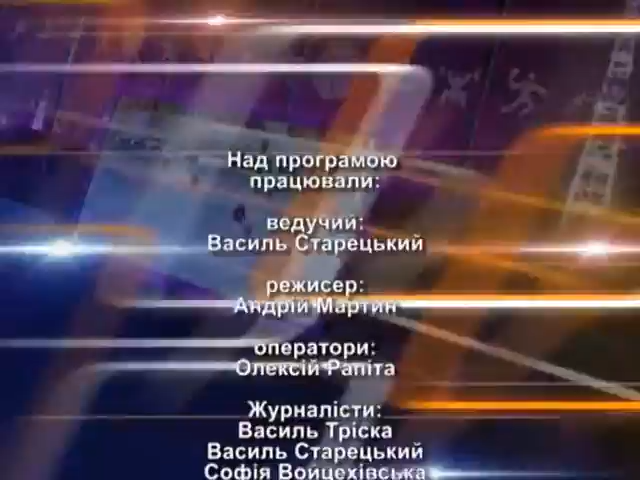 Над програмою
працювали:
ведучий:
Василь Старецький
режисер:
Андрій Мартин
оператори:
Олексій Рапіта
Журналісти:
Василь Тріска
Василь Старецький
Софія Войцехівська